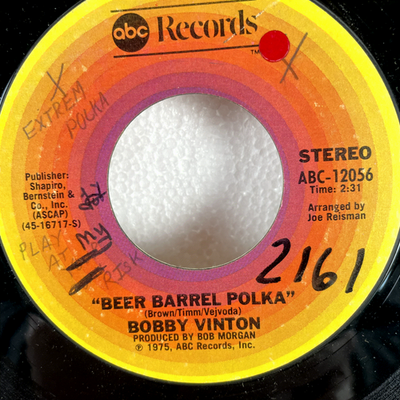 abc Records
TM
X
X
EXTREM
POLKA
STEREO
ABC-12056
Time: 2:31
Arranged by
Joe Reisman
Publisher:
Shapiro,
Bernstein &
Co., Inc.
(ASCAP)
(45-16717-S)
PLAY
AT MY
RISK
2161
"BEER BARREL POLKA"
(Brown/Timm/Vejvoda)
BOBBY VINTON
PRODUCED BY BOB MORGAN
℗ 1975, ABC Records, Inc.